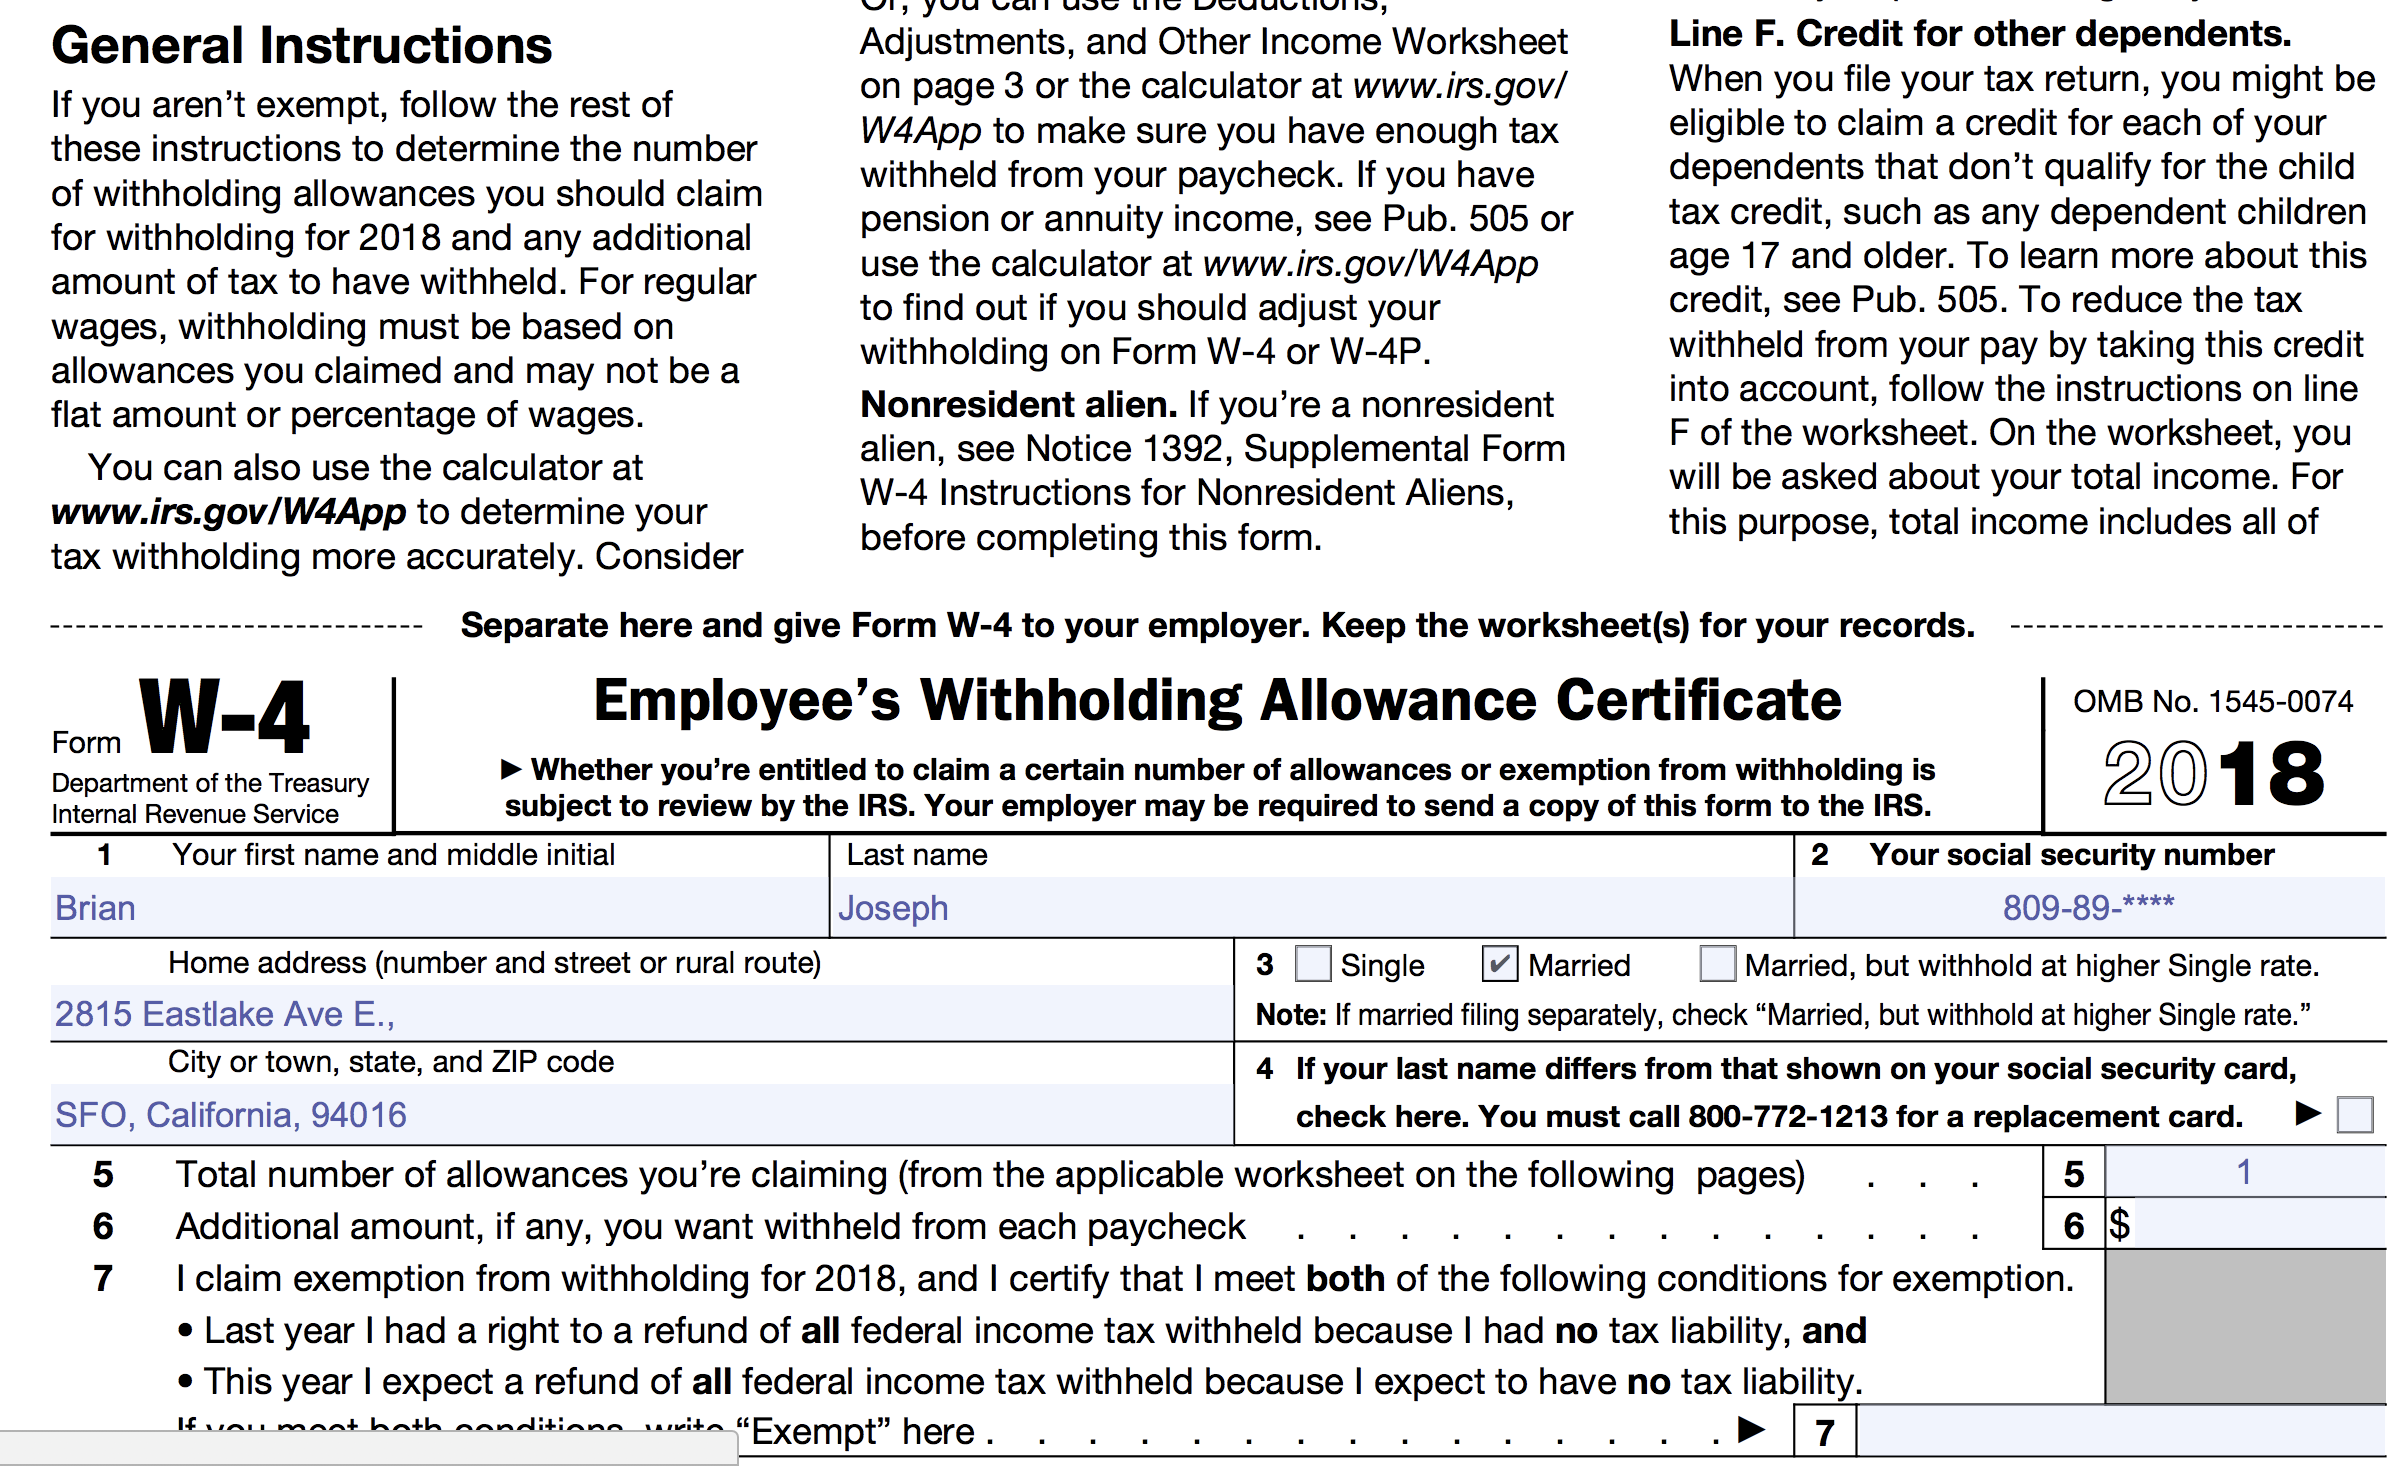 General Instructions
If you aren’t exempt, follow the rest of
these instructions to determine the number
of withholding allowances you should claim
for withholding for 2018 and any additional
amount of tax to have withheld. For regular
wages, withholding must be based on
allowances you claimed and may not be a
flat amount or percentage of wages.
You can also use the calculator at
www.irs.gov/W4App to determine your
tax withholding more accurately. Consider
Or, you can use the Deductions,
Adjustments, and Other Income Worksheet
on page 3 or the calculator at www.irs.gov/
W4App to make sure you have enough tax
withheld from your paycheck. If you have
pension or annuity income, see Pub. 505 or
use the calculator at www.irs.gov/W4App
to find out if you should adjust your
withholding on Form W-4 or W-4P.
Nonresident alien. If you’re a nonresident
alien, see Notice 1392, Supplemental Form
W-4 Instructions for Nonresident Aliens,
before completing this form.
Line F. Credit for other dependents.
When you file your tax return, you might be
eligible to claim a credit for each of your
dependents that don’t qualify for the child
tax credit, such as any dependent children
age 17 and older. To learn more about this
credit, see Pub. 505. To reduce the tax
withheld from your pay by taking this credit
into account, follow the instructions on line
F of the worksheet. On the worksheet, you
will be asked about your total income. For
this purpose, total income includes all of
Separate here and give Form W-4 to your employer. Keep the worksheet(s) for your records.
Form W-4
Department of the Treasury
Internal Revenue Service
Employee’s Withholding Allowance Certificate
▶ Whether you’re entitled to claim a certain number of allowances or exemption from withholding is
subject to review by the IRS. Your employer may be required to send a copy of this form to the IRS.
OMB No. 1545-0074
2018
1 Your first name and middle initial
Brian
Last name
Joseph
2 Your social security number
809-89-****
Home address (number and street or rural route)
2815 Eastlake Ave E.,
3 Single ✔ Married Married, but withhold at higher Single rate.
Note: If married filing separately, check “Married, but withhold at higher Single rate.”
City or town, state, and ZIP code
SFO, California, 94016
4 If your last name differs from that shown on your social security card,
check here. You must call 800-772-1213 for a replacement card. ▶
5 Total number of allowances you’re claiming (from the applicable worksheet on the following pages) . . . 5 1
6 Additional amount, if any, you want withheld from each paycheck . . . . . . . . . . . . . . 6 $
7 I claim exemption from withholding for 2018, and I certify that I meet both of the following conditions for exemption.
• Last year I had a right to a refund of all federal income tax withheld because I had no tax liability, and
• This year I expect a refund of all federal income tax withheld because I expect to have no tax liability.
If you meet both conditions, write “Exempt” here . . . . . . . . . . . . . . . ▶ 7